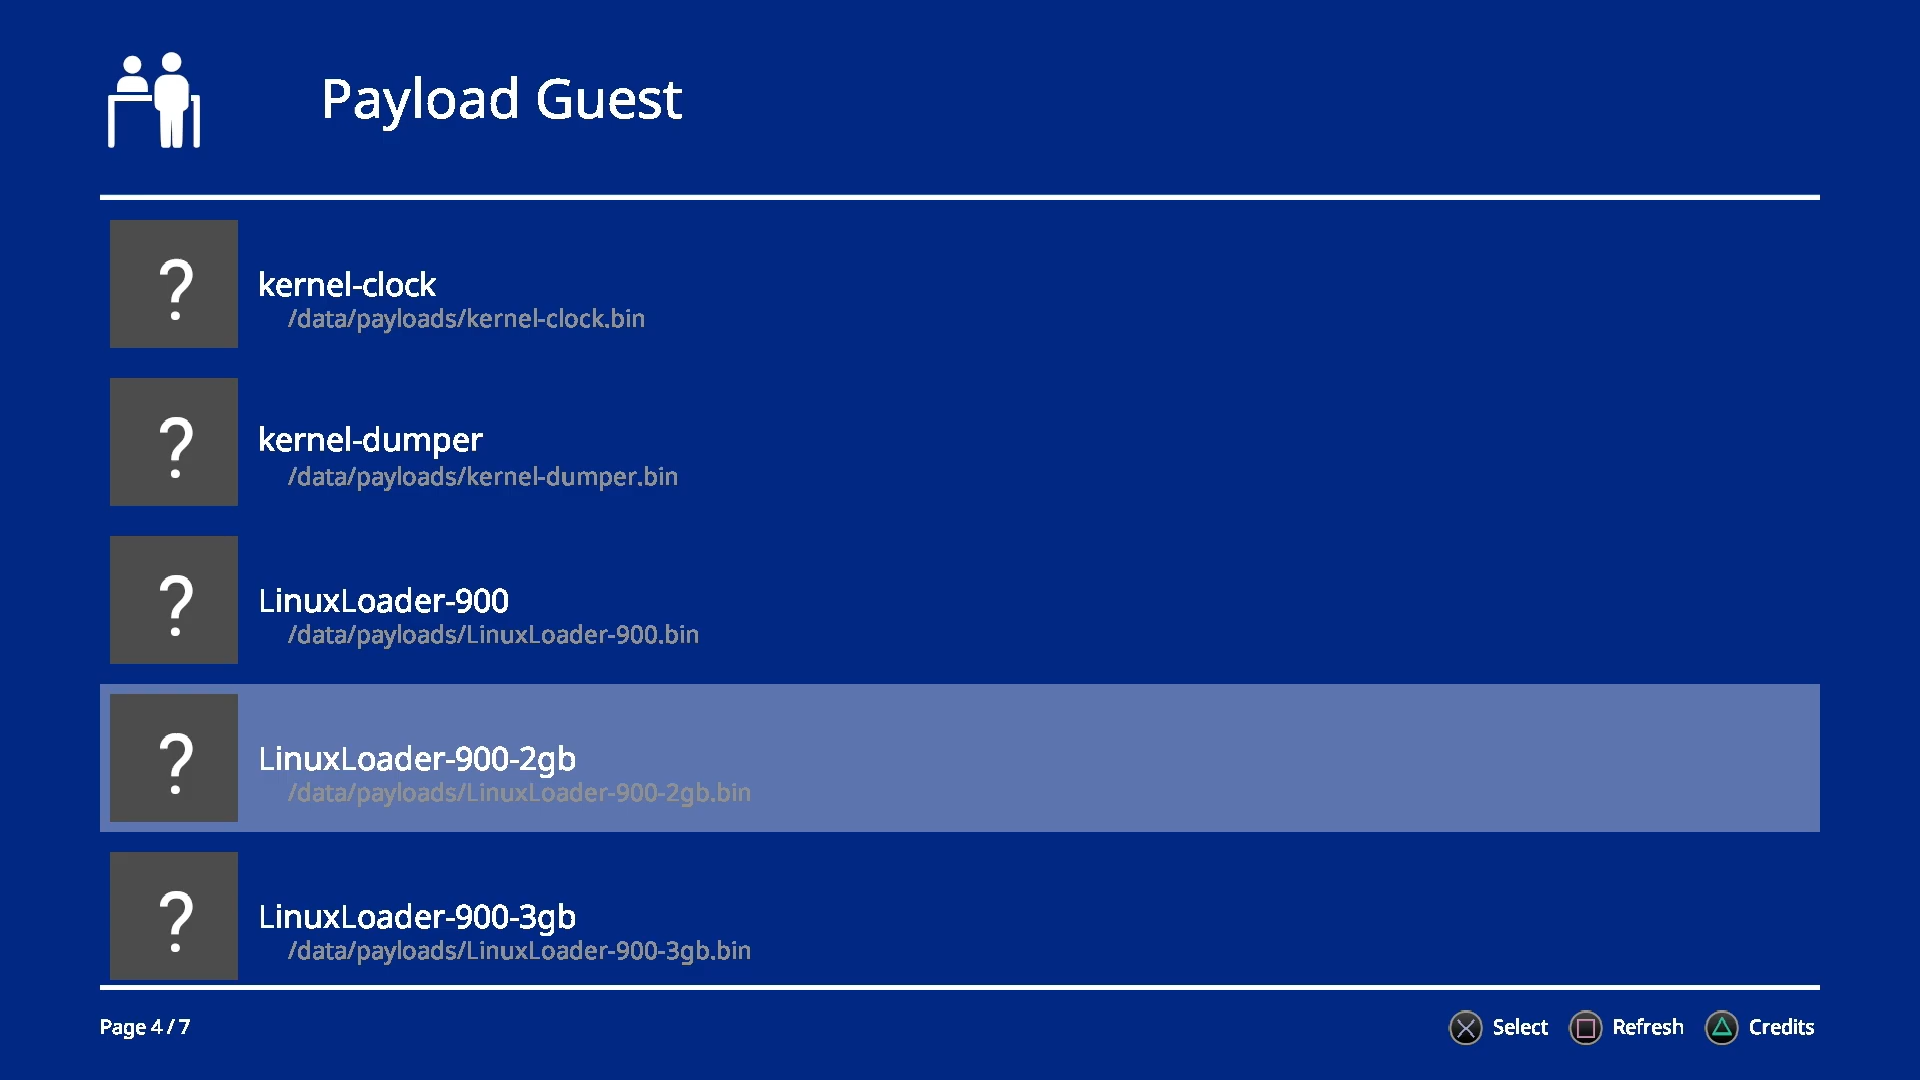 Payload Guest
?
kernel-clock
/data/payloads/kernel-clock.bin
?
kernel-dumper
/data/payloads/kernel-dumper.bin
?
LinuxLoader-900
/data/payloads/LinuxLoader-900.bin
?
LinuxLoader-900-2gb
/data/payloads/LinuxLoader-900-2gb.bin
?
LinuxLoader-900-3gb
/data/payloads/LinuxLoader-900-3gb.bin
Page 4 / 7
Select Refresh Credits